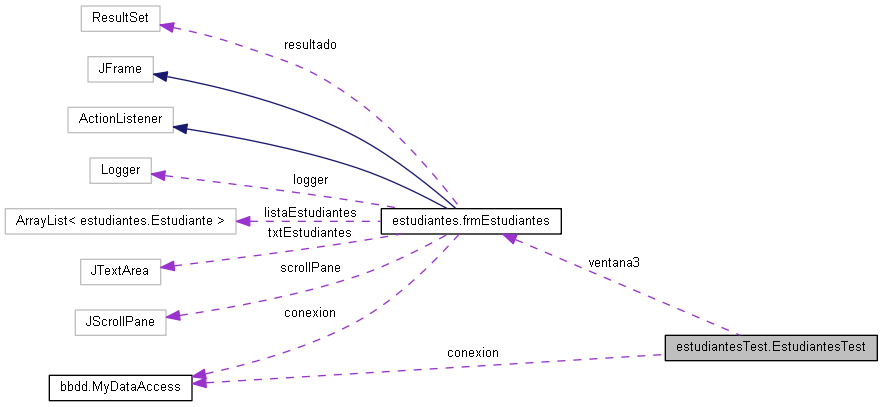 ResultSet
resultado
JFrame
ActionListener
Logger
logger
ArrayList< estudiantes.Estudiante >
listaEstudiantes
estudiantes.frmEstudiantes
txtEstudiantes
JTextArea
scrollPane
ventana3
JScrollPane
conexion
estudiantesTest.EstudiantesTest
conexion
bbdd.MyDataAccess